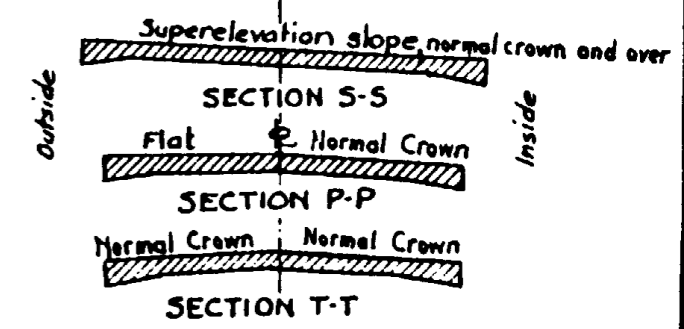 Superelevation slope, normal crown and over
SECTION S-S
Outside
Inside
Flat ℄ Normal Crown
SECTION P-P
Normal Crown Normal Crown
SECTION T-T